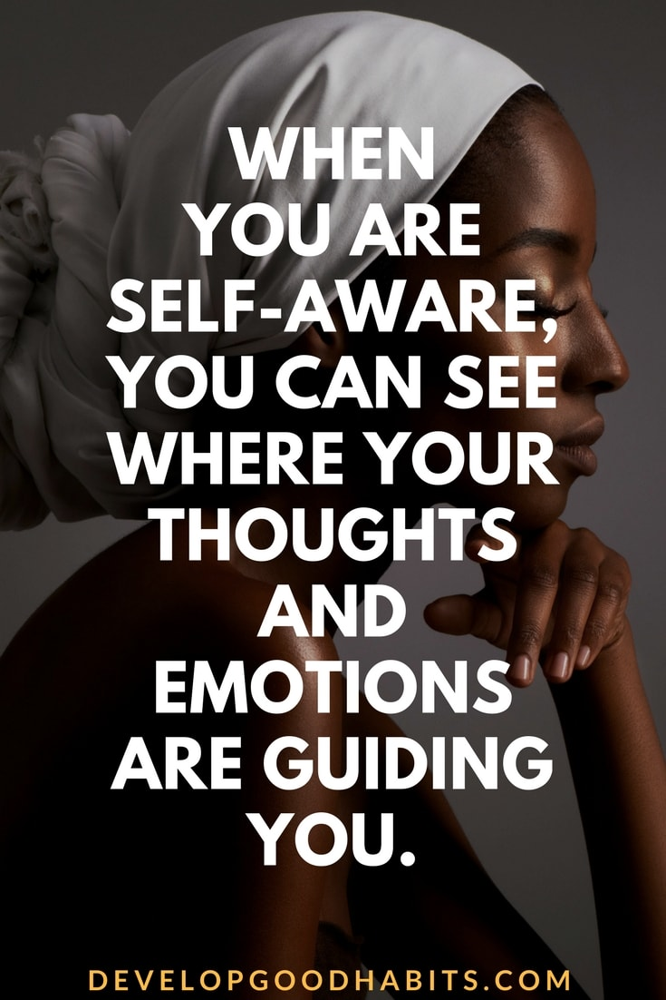 WHEN
YOU ARE
SELF-AWARE,
YOU CAN SEE
WHERE YOUR
THOUGHTS
AND
EMOTIONS
ARE GUIDING
YOU.
DEVELOPGOODHABITS.COM